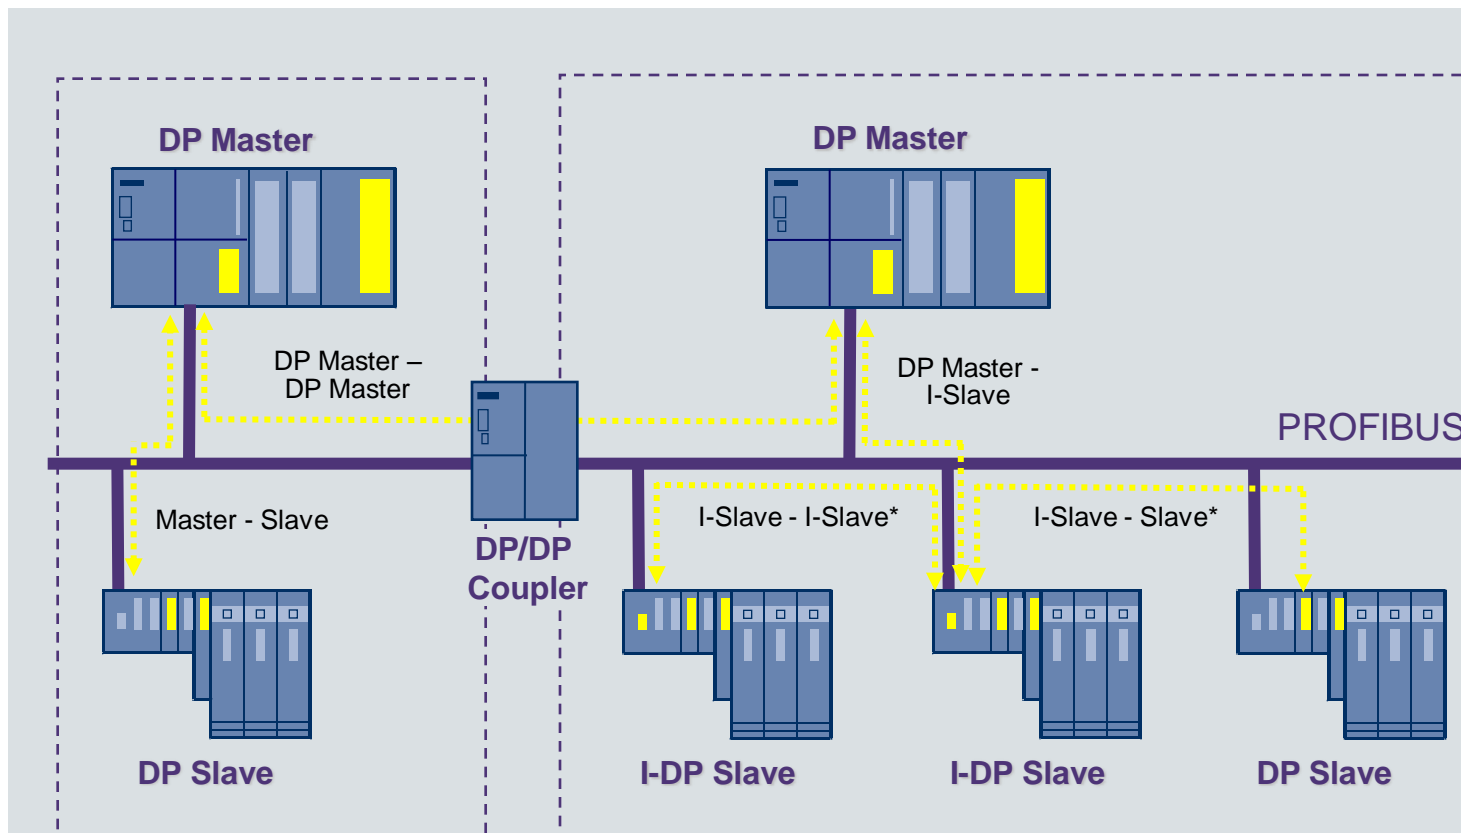 DP Master
DP Master
DP Master –
DP Master
DP Master -
I-Slave
PROFIBUS
Master - Slave
I-Slave - I-Slave*
I-Slave - Slave*
DP/DP
Coupler
DP Slave
I-DP Slave
I-DP Slave
DP Slave